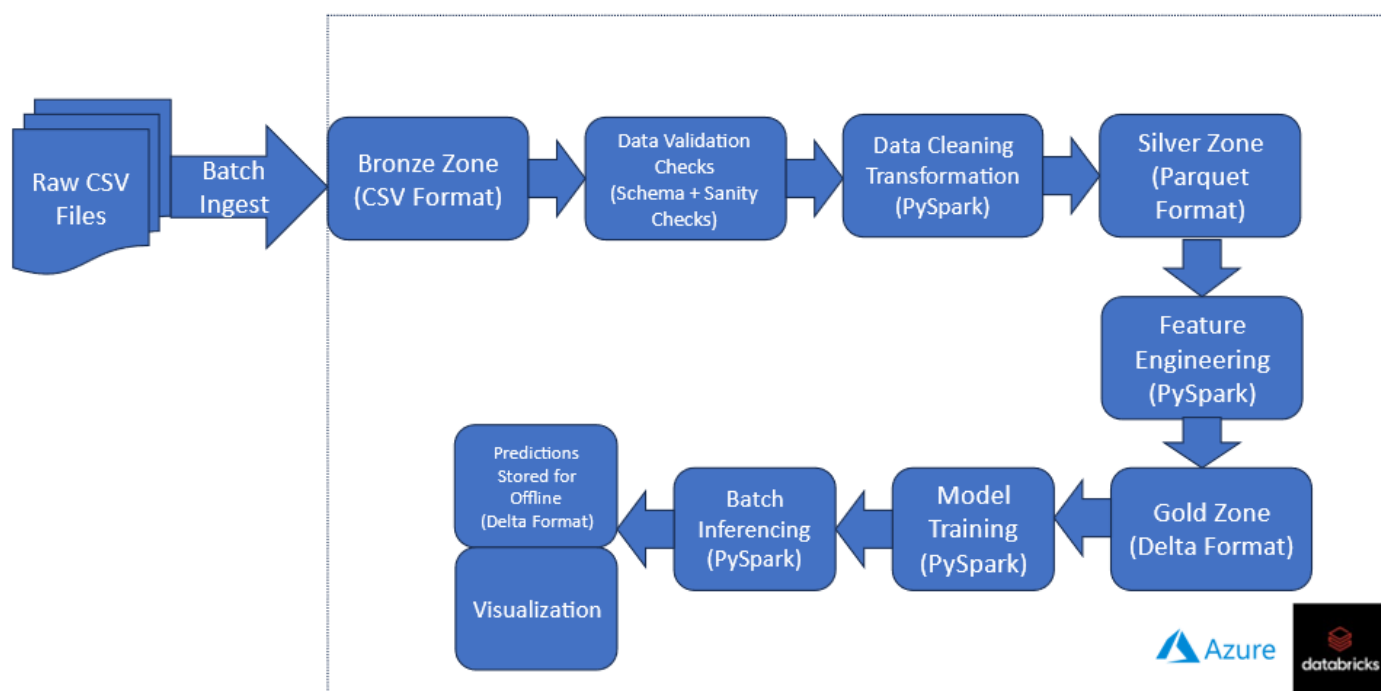 Raw CSV
Files
Batch
Ingest
Bronze Zone
(CSV Format)
Data Validation
Checks
(Schema + Sanity
Checks)
Data Cleaning
Transformation
(PySpark)
Silver Zone
(Parquet
Format)
Feature
Engineering
(PySpark)
Gold Zone
(Delta Format)
Model
Training
(PySpark)
Batch
Inferencing
(PySpark)
Predictions
Stored for
Offline
(Delta Format)
Visualization
Azure
databricks